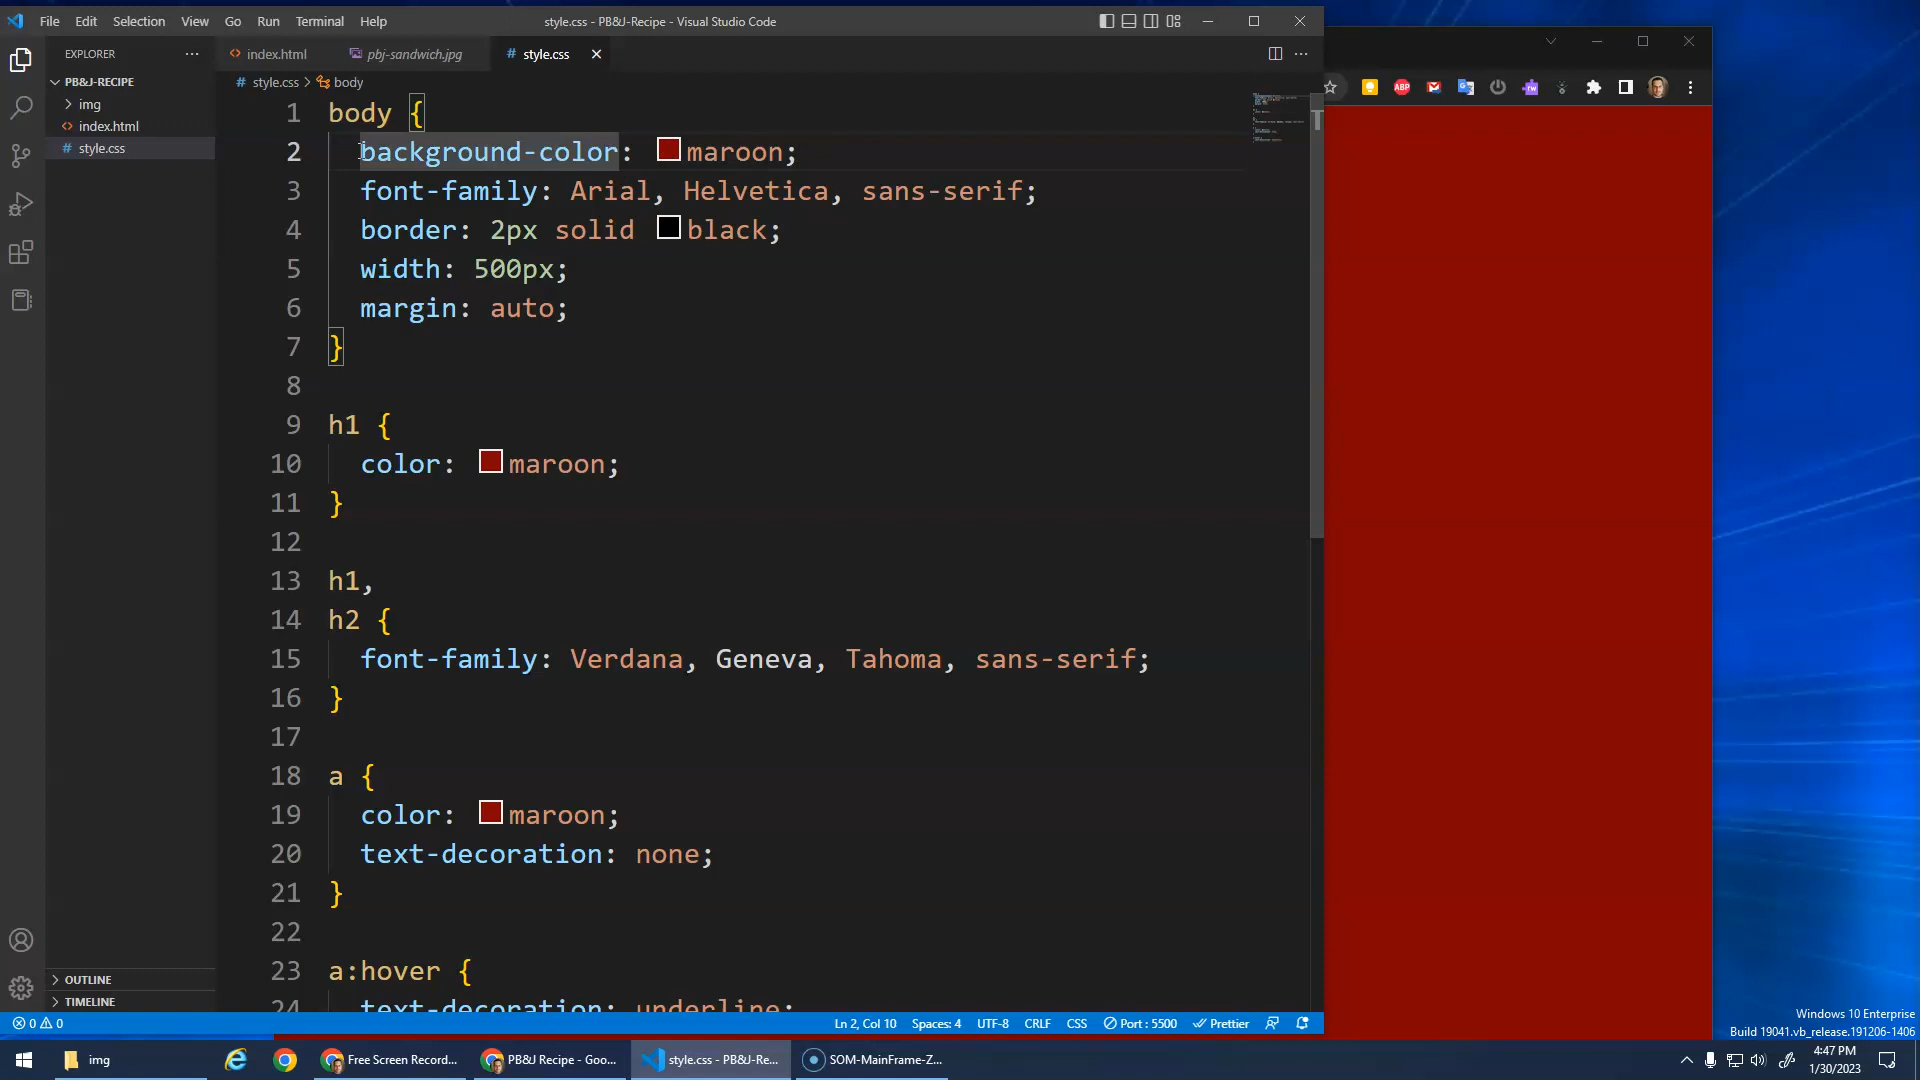 File Edit Selection View Go Run Terminal Help
style.css - PB&J-Recipe - Visual Studio Code
EXPLORER
index.html
pbj-sandwich.jpg
style.css
PB&J-RECIPE
img
index.html
style.css
style.css > body
1 body {
2 background-color: maroon;
3 font-family: Arial, Helvetica, sans-serif;
4 border: 2px solid black;
5 width: 500px;
6 margin: auto;
7 }
8
9 h1 {
10 color: maroon;
11 }
12
13 h1,
14 h2 {
15 font-family: Verdana, Geneva, Tahoma, sans-serif;
16 }
17
18 a {
19 color: maroon;
20 text-decoration: none;
21 }
22
23 a:hover {
24 text-decoration: underline;
ABP
rw
OUTLINE
TIMELINE
0 0
Ln 2, Col 10 Spaces: 4 UTF-8 CRLF CSS Port : 5500 Prettier
Windows 10 Enterprise
Build 19041.vb_release.191206-1406
img
Free Screen Record...
PB&J Recipe - Goo...
style.css - PB&J-Re...
SOM-MainFrame-Z...
4:47 PM
1/30/2023